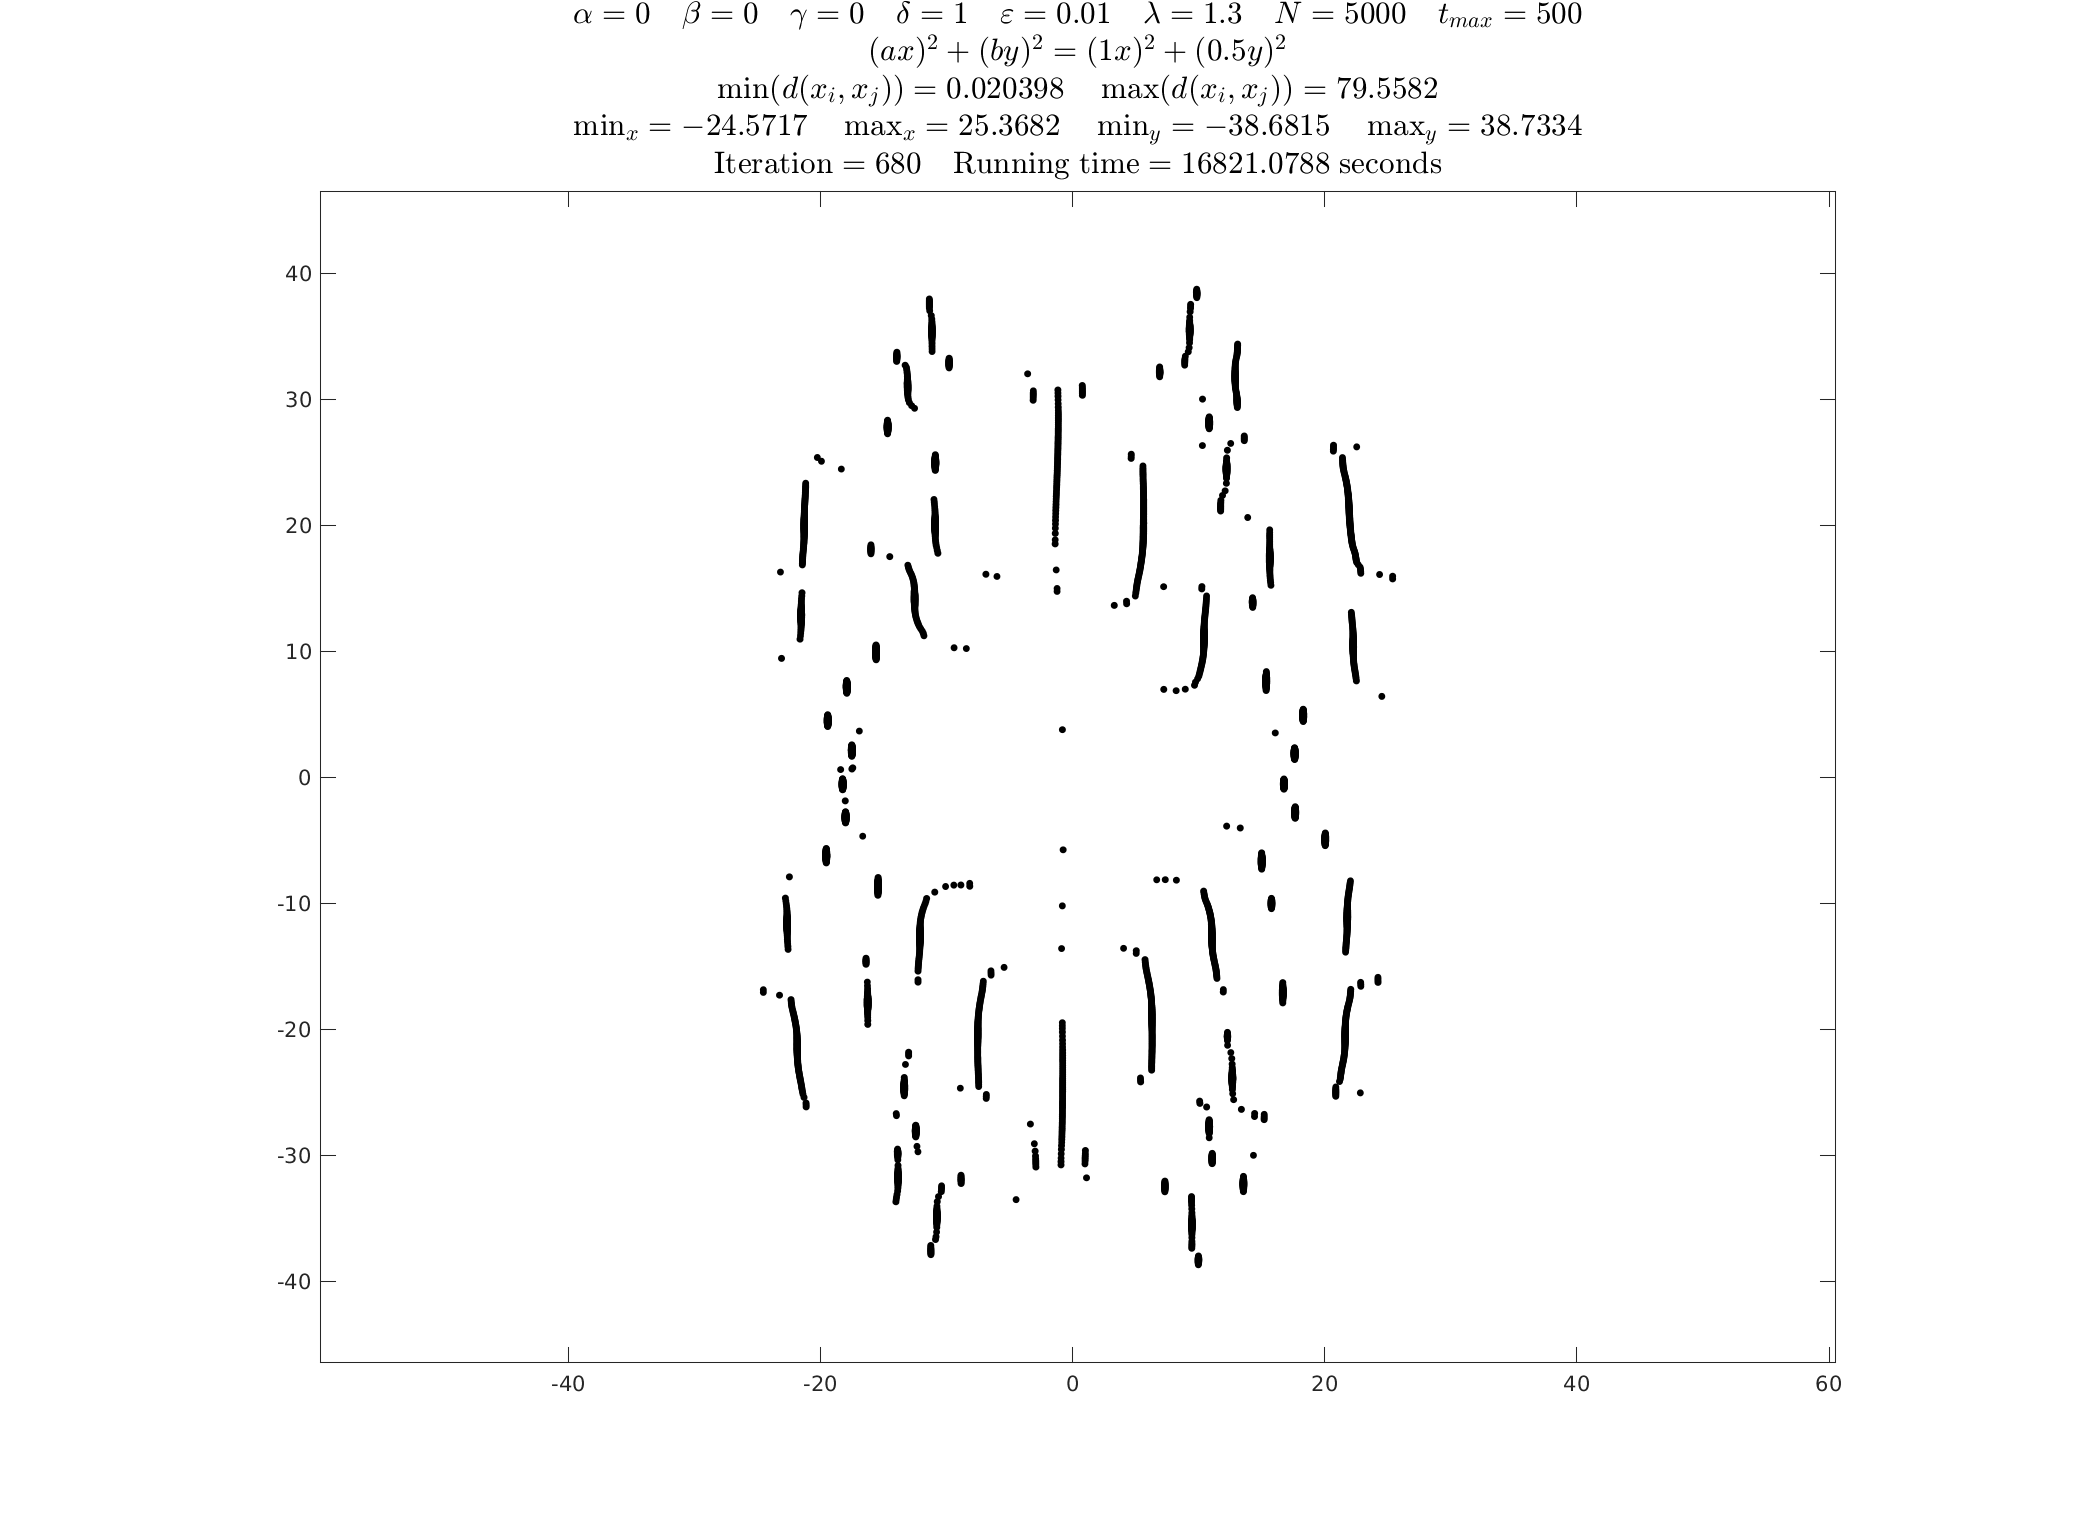 α = 0 β = 0 γ = 0 δ = 1 ε = 0.01 λ = 1.3 N = 5000 t_max = 500
(ax)² + (by)² = (1x)² + (0.5y)²
min(d(x_i, x_j)) = 0.020398 max(d(x_i, x_j)) = 79.5582
min_x = −24.5717 max_x = 25.3682 min_y = −38.6815 max_y = 38.7334
Iteration = 680 Running time = 16821.0788 seconds
40
30
20
10
0
-10
-20
-30
-40
-40 -20 0 20 40 60